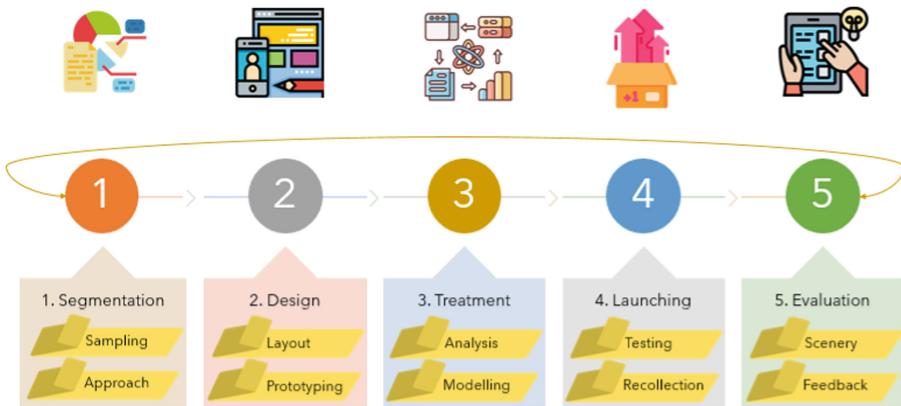 +1
1
2
3
4
5
1. Segmentation
Sampling
Approach
2. Design
Layout
Prototyping
3. Treatment
Analysis
Modelling
4. Launching
Testing
Recollection
5. Evaluation
Scenery
Feedback